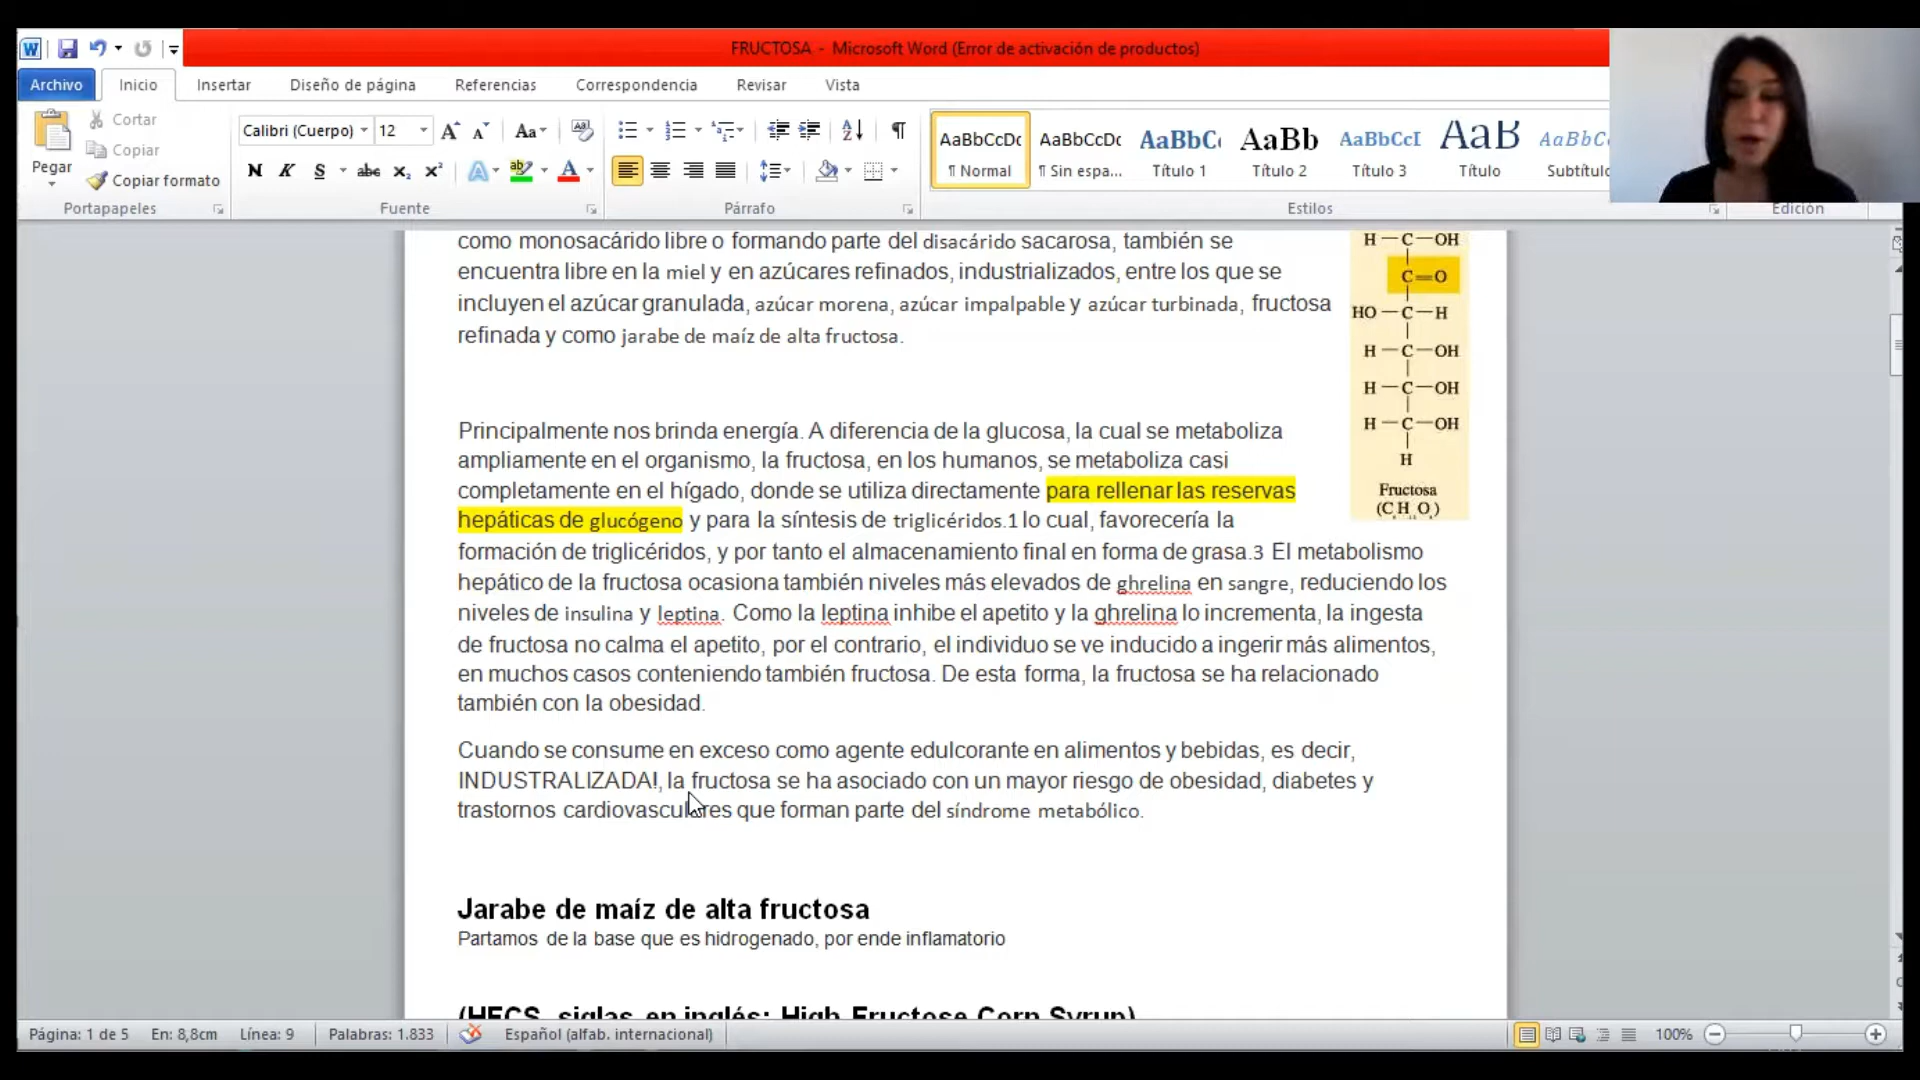 FRUCTOSA - Microsoft Word (Error de activación de productos)
Archivo Inicio Insertar Diseño de página Referencias Correspondencia Revisar Vista
Pegar
Cortar
Copiar
Copiar formato
Portapapeles
Calibri (Cuerpo) 12
Fuente
Párrafo
AaBbCcDc AaBbCcDc AaBbC AaBb AaBbCcI AaB AaBbC
¶ Normal ¶ Sin espa... Título 1 Título 2 Título 3 Título Subtítulo
Estilos
Edición
como monosacárido libre o formando parte del disacárido sacarosa, también se
encuentra libre en la miel y en azúcares refinados, industrializados, entre los que se
incluyen el azúcar granulada, azúcar morena, azúcar impalpable y azúcar turbinada, fructosa
refinada y como jarabe de maíz de alta fructosa.
H—C—OH
C=O
HO—C—H
H—C—OH
H—C—OH
H—C—OH
H
Fructosa
Principalmente nos brinda energía. A diferencia de la glucosa, la cual se metaboliza
ampliamente en el organismo, la fructosa, en los humanos, se metaboliza casi
completamente en el hígado, donde se utiliza directamente para rellenar las reservas
hepáticas de glucógeno y para la síntesis de triglicéridos.1 lo cual, favorecería la
formación de triglicéridos, y por tanto el almacenamiento final en forma de grasa.3 El metabolismo
hepático de la fructosa ocasiona también niveles más elevados de ghrelina en sangre, reduciendo los
niveles de insulina y leptina. Como la leptina inhibe el apetito y la ghrelina lo incrementa, la ingesta
de fructosa no calma el apetito, por el contrario, el individuo se ve inducido a ingerir más alimentos,
en muchos casos conteniendo también fructosa. De esta forma, la fructosa se ha relacionado
también con la obesidad.
Cuando se consume en exceso como agente edulcorante en alimentos y bebidas, es decir,
INDUSTRALIZADA!, la fructosa se ha asociado con un mayor riesgo de obesidad, diabetes y
trastornos cardiovasculares que forman parte del síndrome metabólico.
Jarabe de maíz de alta fructosa
Partamos de la base que es hidrogenado, por ende inflamatorio
(HFCS, siglas en inglés: High Fructose Corn Syrup)
Página: 1 de 5 En: 8,8cm Línea: 9 Palabras: 1.833 Español (alfab. internacional) 100%